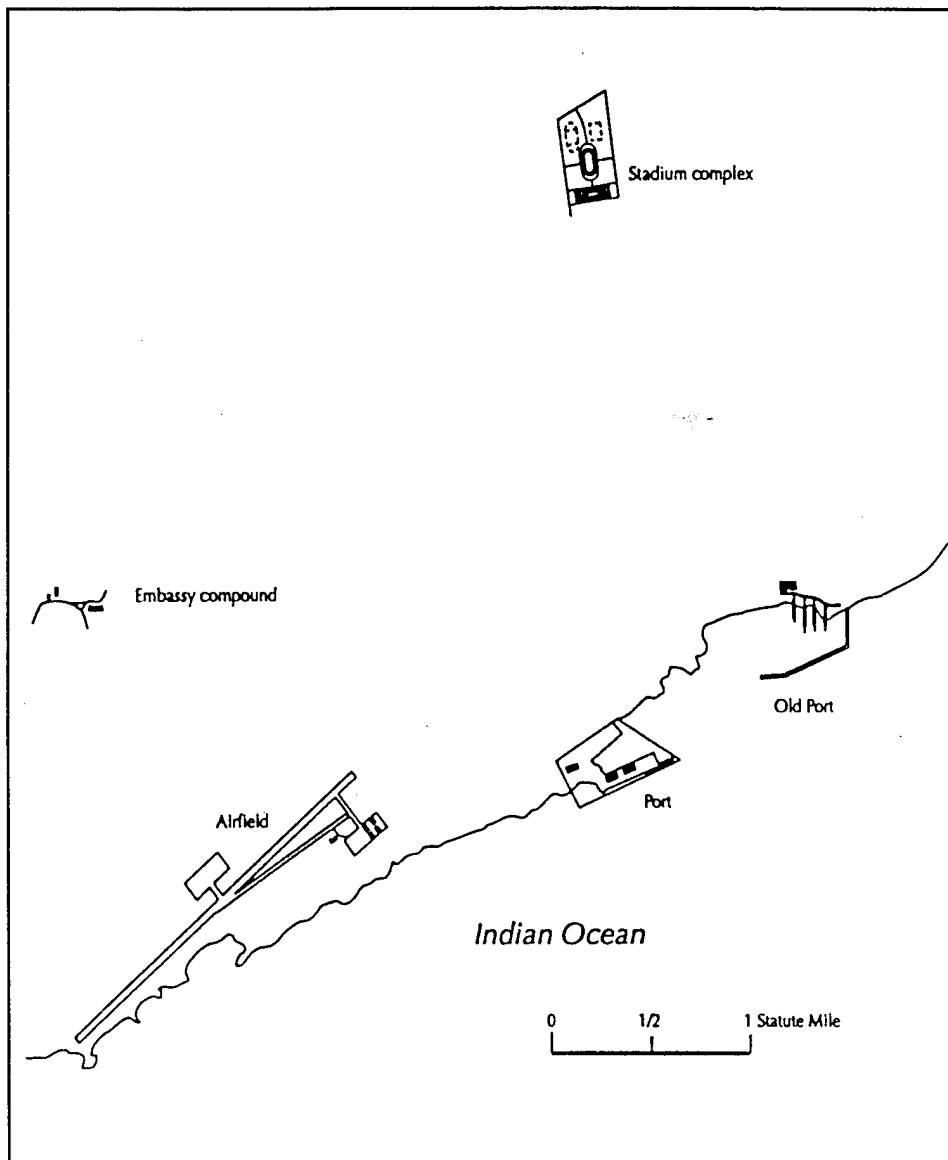 Stadium complex
Embassy compound
Old Port
Port
Airfield
Indian Ocean
0 1/2 1 Statute Mile